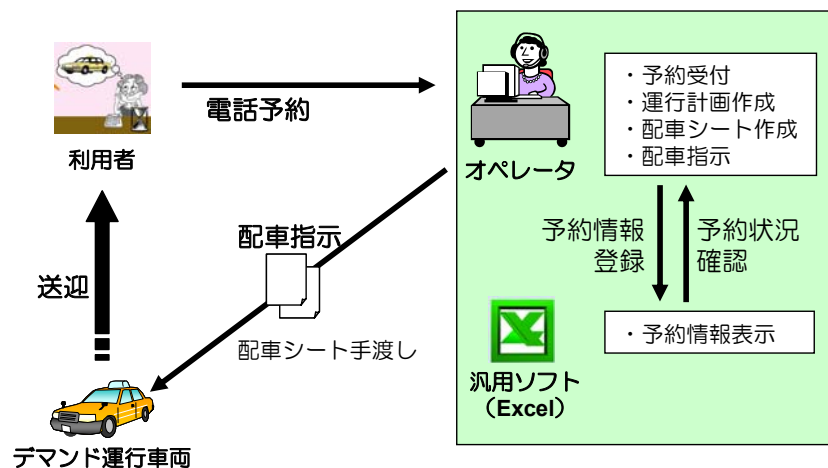 電話予約
利用者
オペレータ
・予約受付
・運行計画作成
・配車シート作成
・配車指示
配車指示
予約情報
登録
予約状況
確認
送迎
配車シート手渡し
・予約情報表示
汎用ソフト
（Excel）
デマンド運行車両